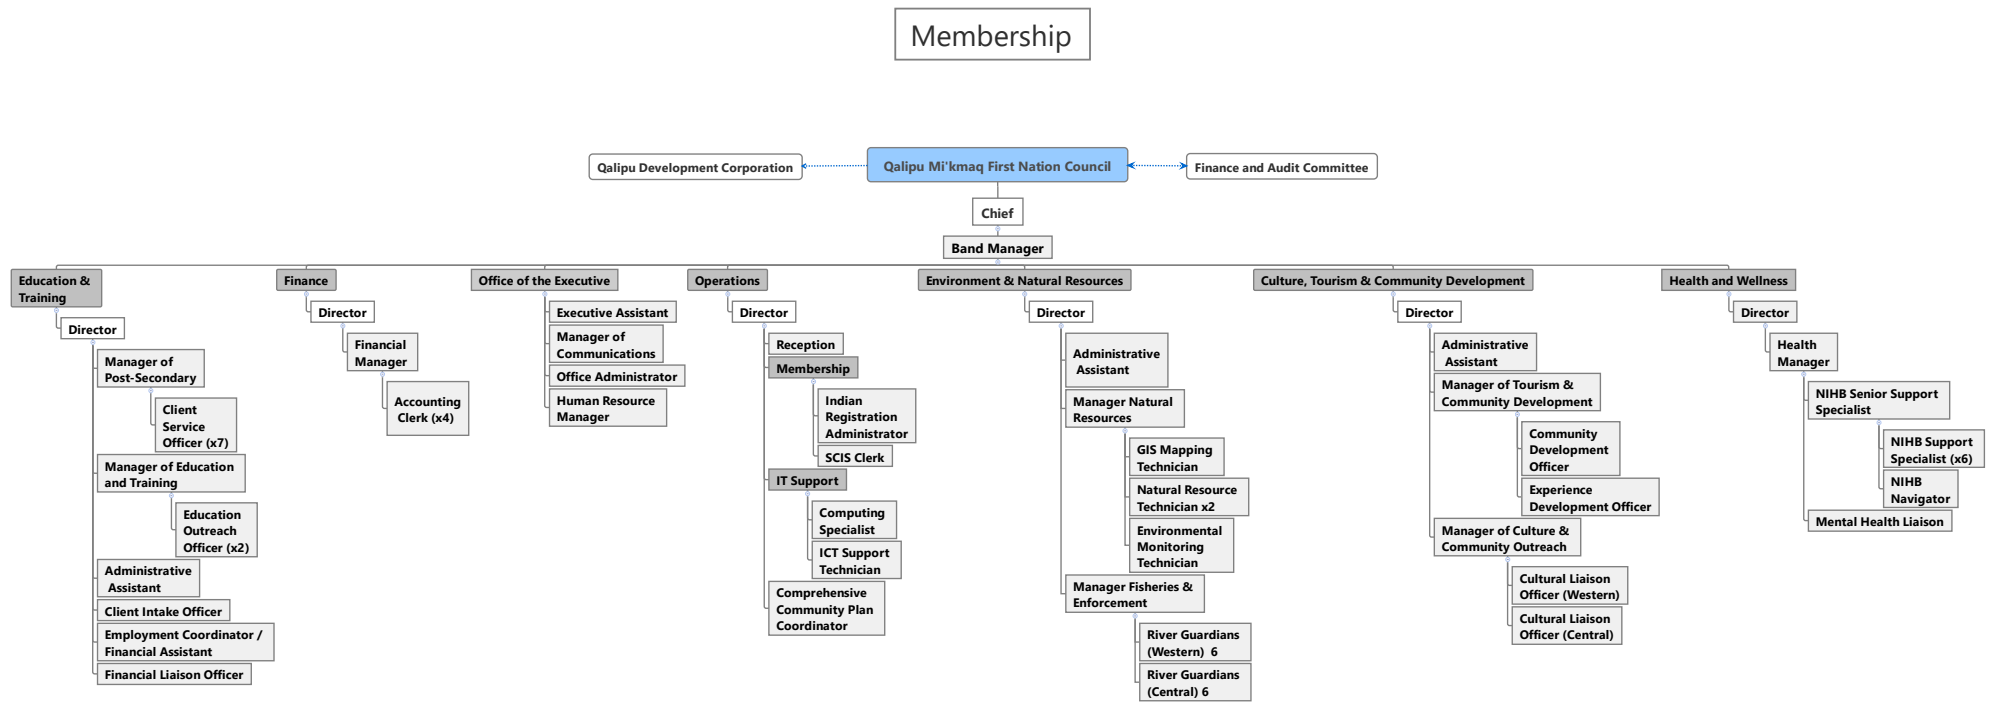 Membership
Qalipu Development Corporation
Qalipu Mi'kmaq First Nation Council
Finance and Audit Committee
Chief
Band Manager
Education &
Training
Director
Manager of
Post-Secondary
Client
Service
Officer (x7)
Manager of Education
and Training
Education
Outreach
Officer (x2)
Administrative
Assistant
Client Intake Officer
Employment Coordinator /
Financial Assistant
Financial Liaison Officer
Finance
Director
Financial
Manager
Accounting
Clerk (x4)
Office of the Executive
Executive Assistant
Manager of
Communications
Office Administrator
Human Resource
Manager
Operations
Director
Reception
Membership
Indian
Registration
Administrator
SCIS Clerk
IT Support
Computing
Specialist
ICT Support
Technician
Comprehensive
Community Plan
Coordinator
Environment & Natural Resources
Director
Administrative
Assistant
Manager Natural
Resources
GIS Mapping
Technician
Natural Resource
Technician x2
Environmental
Monitoring
Technician
Manager Fisheries &
Enforcement
River Guardians
(Western) 6
River Guardians
(Central) 6
Culture, Tourism & Community Development
Director
Administrative
Assistant
Manager of Tourism &
Community Development
Community
Development
Officer
Experience
Development Officer
Manager of Culture &
Community Outreach
Cultural Liaison
Officer (Western)
Cultural Liaison
Officer (Central)
Health and Wellness
Director
Health
Manager
NIHB Senior Support
Specialist
NIHB Support
Specialist (x6)
NIHB
Navigator
Mental Health Liaison